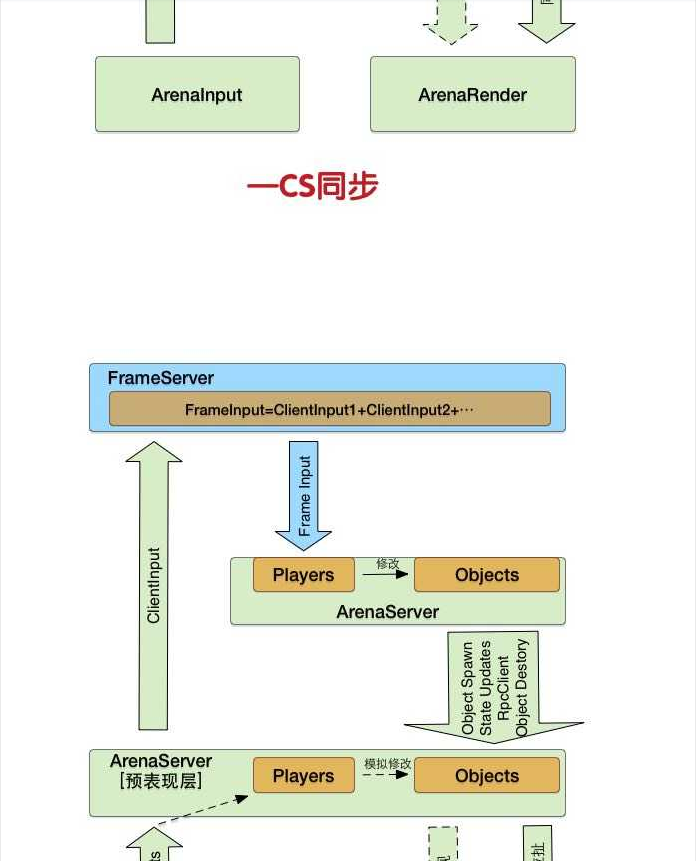 ArenaInput
ArenaRender
—CS同步
FrameServer
FrameInput=ClientInput1+ClientInput2+···
Frame Input
ClientInput
Players
修改
Objects
ArenaServer
Object Spawn
State Updates
RpcClient
Object Destory
ArenaServer
[预表现层]
Players
模拟修改
Objects